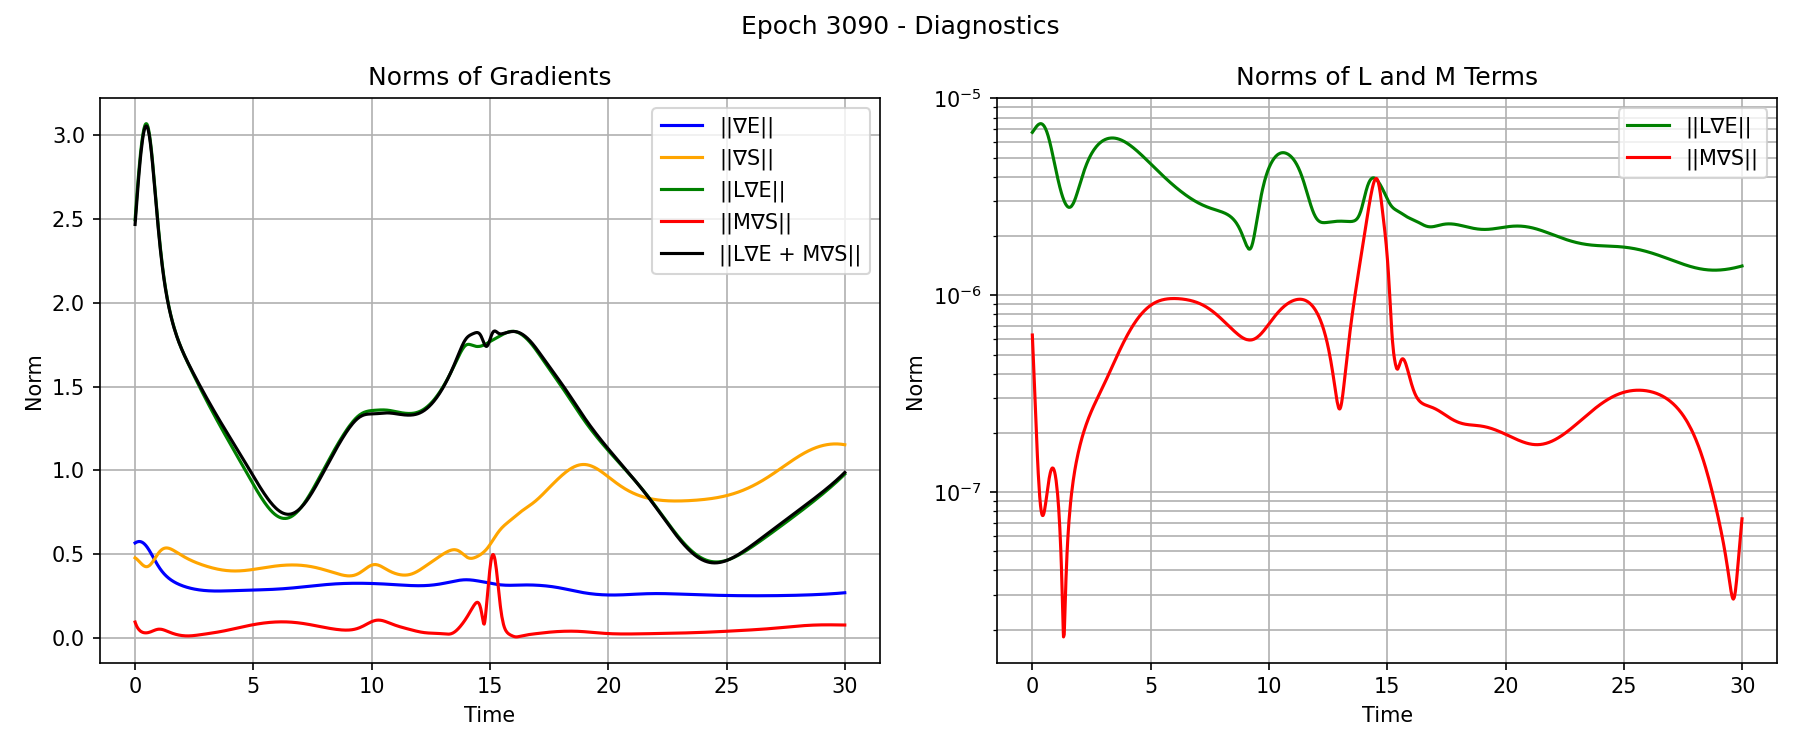 Epoch 3090 - Diagnostics
Norms of Gradients
3.0
2.5
2.0
1.5
1.0
0.5
0.0
Norm
0 5 10 15 20 25 30
Time
||∇E||
||∇S||
||L∇E||
||M∇S||
||L∇E + M∇S||
Norms of L and M Terms
10⁻⁵
10⁻⁶
10⁻⁷
Norm
0 5 10 15 20 25 30
Time
||L∇E||
||M∇S||